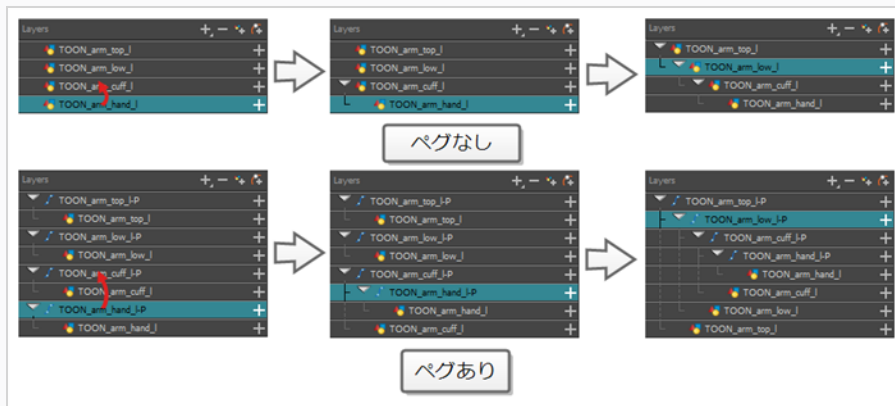 Layers
TOON_arm_top_l
TOON_arm_low_l
TOON_arm_cuff_l
TOON_arm_hand_l
Layers
TOON_arm_top_l
TOON_arm_low_l
TOON_arm_cuff_l
TOON_arm_hand_l
Layers
TOON_arm_top_l
TOON_arm_low_l
TOON_arm_cuff_l
TOON_arm_hand_l
ペグなし
Layers
TOON_arm_top_l-P
TOON_arm_top_l
TOON_arm_low_l-P
TOON_arm_low_l
TOON_arm_cuff_l-P
TOON_arm_cuff_l
TOON_arm_hand_l-P
TOON_arm_hand_l
Layers
TOON_arm_top_l-P
TOON_arm_top_l
TOON_arm_low_l-P
TOON_arm_low_l
TOON_arm_cuff_l-P
TOON_arm_hand_l-P
TOON_arm_hand_l
TOON_arm_cuff_l
Layers
TOON_arm_top_l-P
TOON_arm_low_l-P
TOON_arm_cuff_l-P
TOON_arm_hand_l-P
TOON_arm_hand_l
TOON_arm_cuff_l
TOON_arm_low_l
TOON_arm_top_l
ペグあり